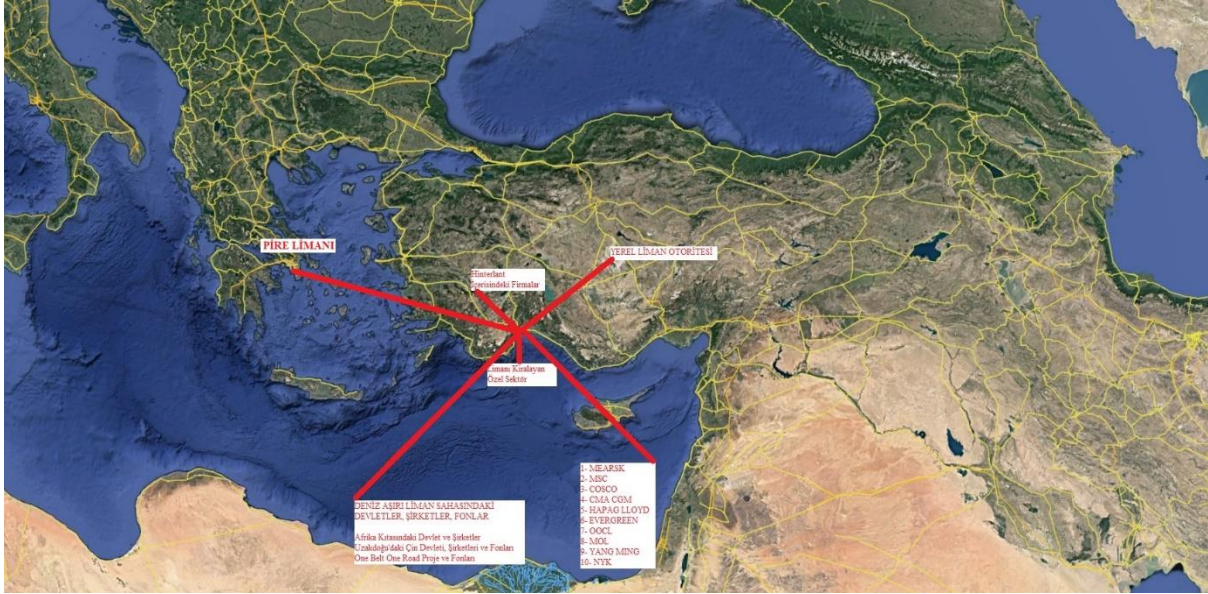 PİRE LİMANI
YEREL LİMAN OTORİTESİ
Hinterlant
İçerisindeki Firmalar
Limanı Kiralayan
Özel Sektör
DENİZ AŞIRI LİMAN SAHASINDAKİ
DEVLETLER, ŞİRKETLER, FONLAR
Afrika Kıtasındaki Devlet ve Şirketler
Uzakdoğu'daki Çin Devleti, Şirketleri ve Fonları
One Belt One Road Proje ve Fonları
1- MEARSK
2- MSC
3- COSCO
4- CMA CGM
5- HAPAG LLOYD
6- EVERGREEN
7- OOCL
8- MOL
9- YANG MING
10- NYK